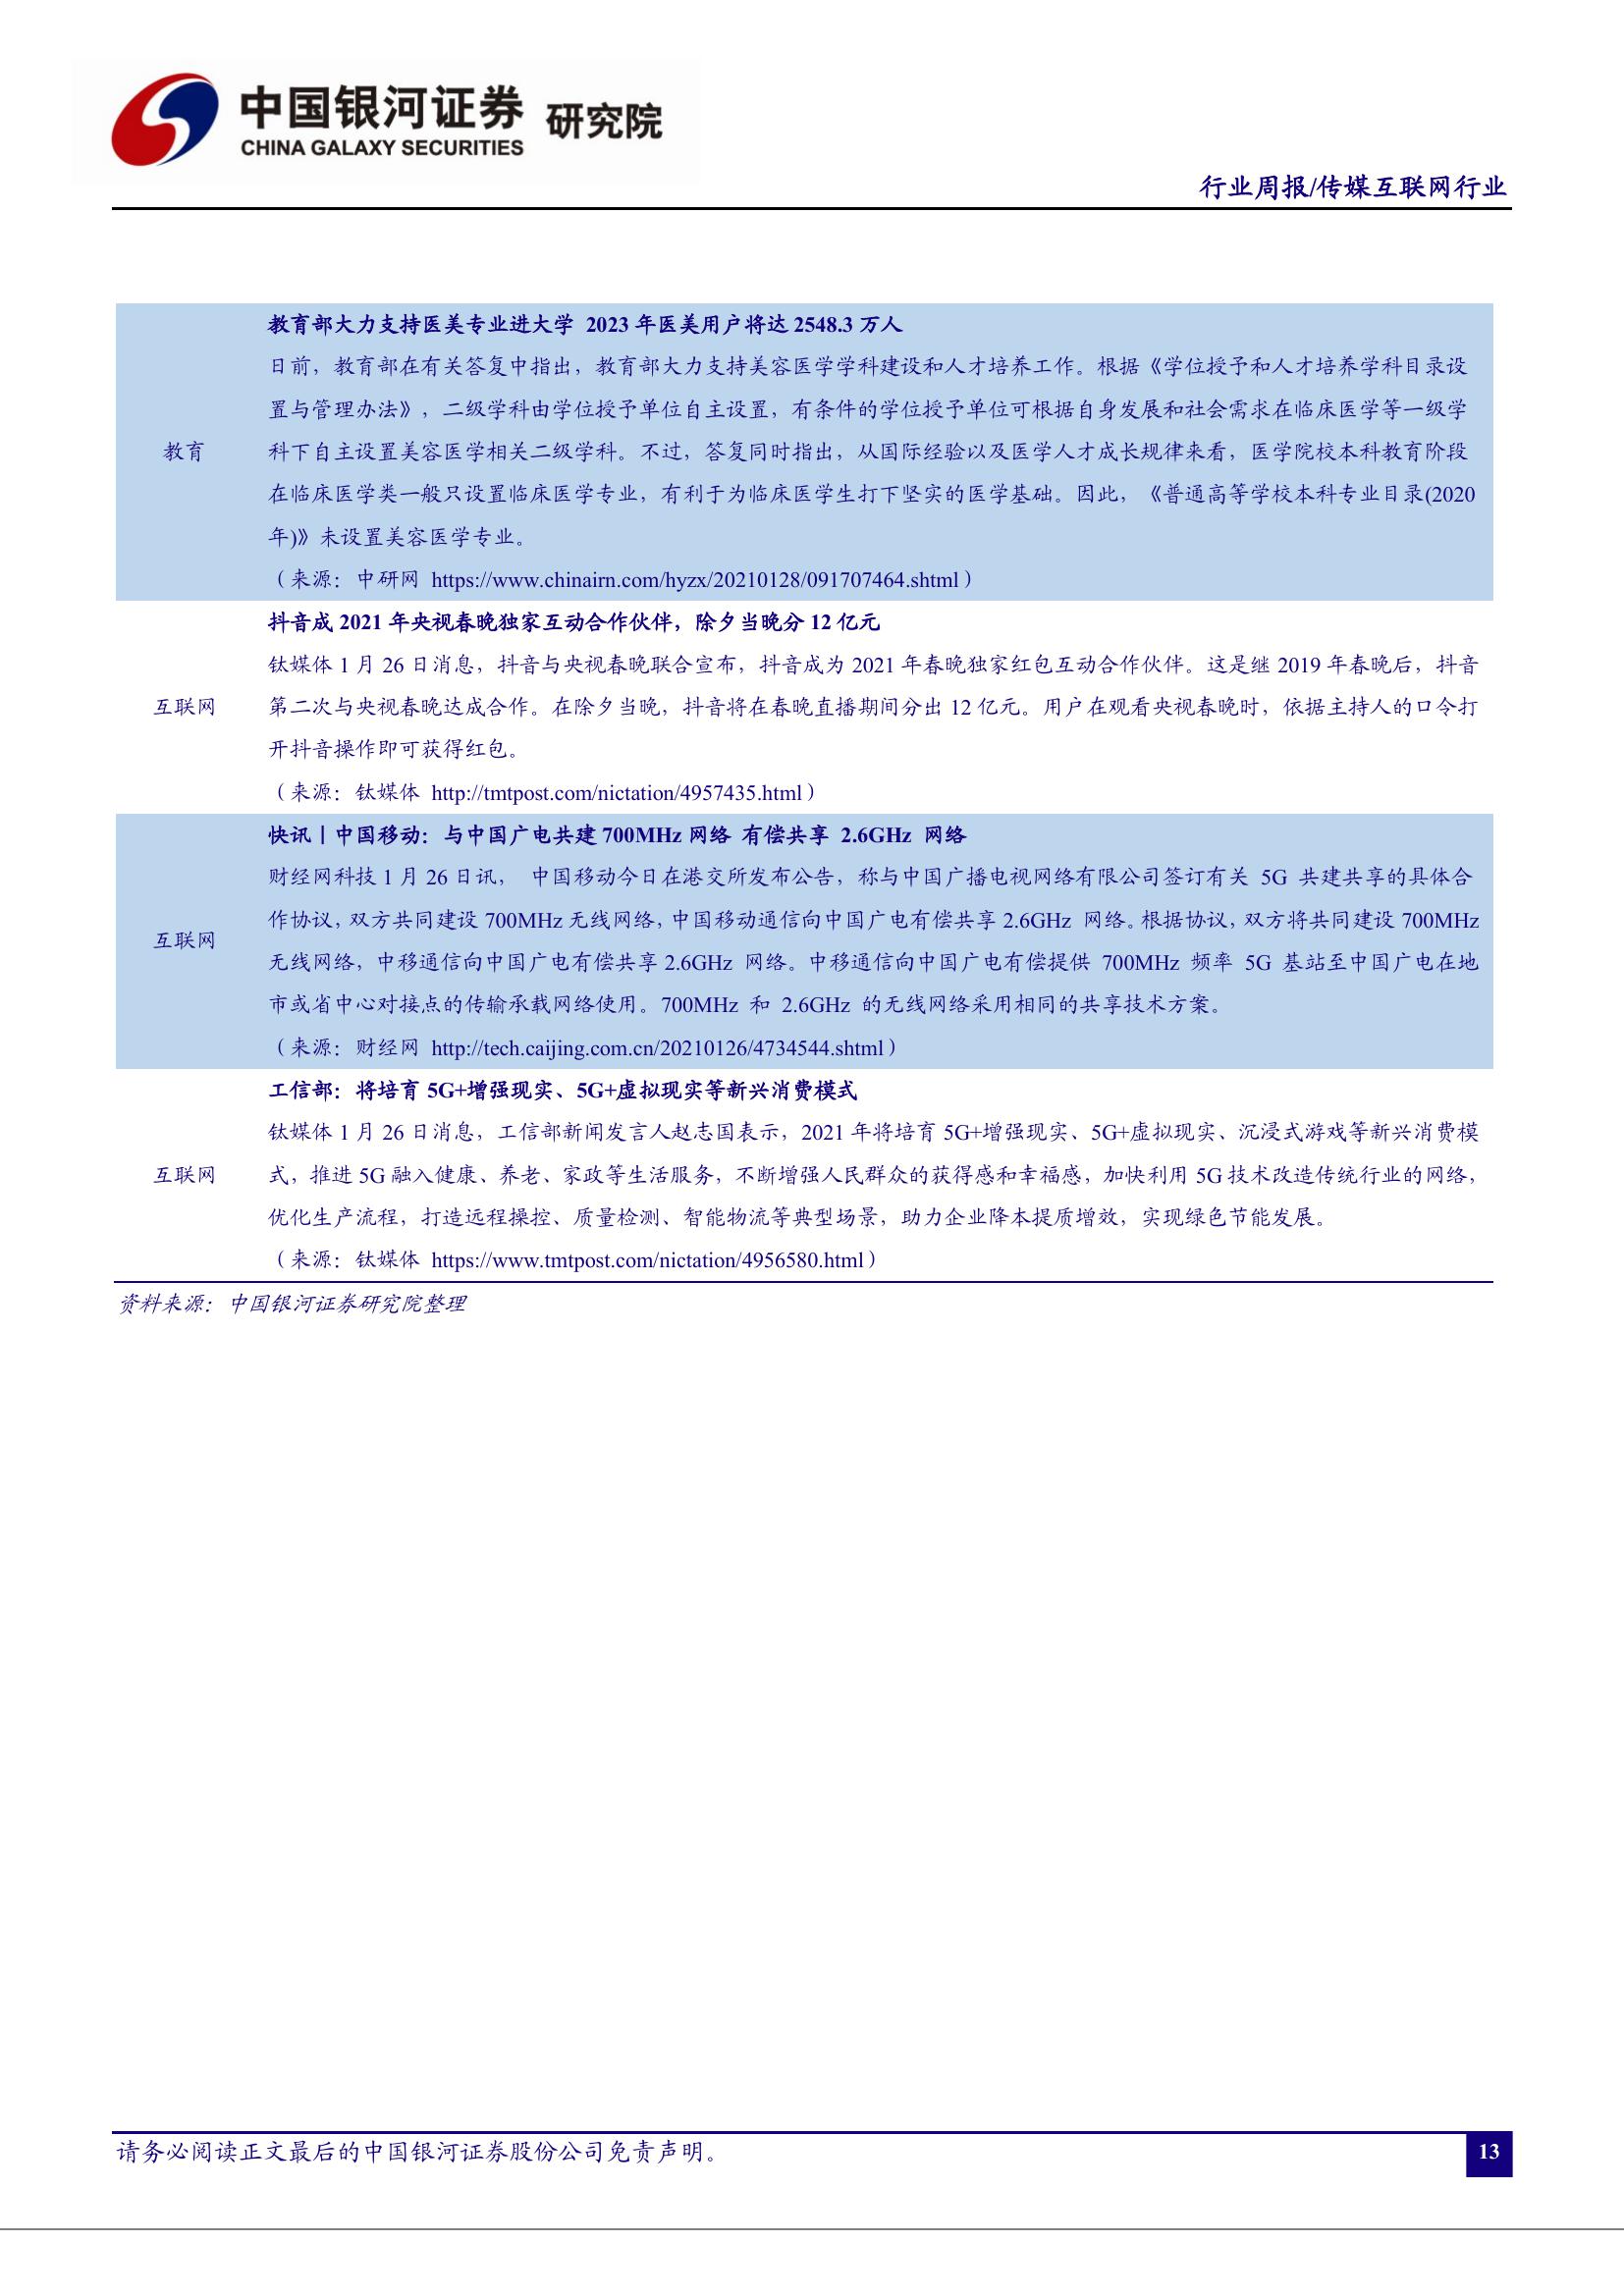 中国银河证券 研究院
CHINA GALAXY SECURITIES
行业周报/传媒互联网行业
教育部大力支持医美专业进大学 2023 年医美用户将达 2548.3 万人
日前，教育部在有关答复中指出，教育部大力支持美容医学学科建设和人才培养工作。根据《学位授予和人才培养学科目录设
置与管理办法》，二级学科由学位授予单位自主设置，有条件的学位授予单位可根据自身发展和社会需求在临床医学等一级学
教育
科下自主设置美容医学相关二级学科。不过，答复同时指出，从国际经验以及医学人才成长规律来看，医学院校本科教育阶段
在临床医学类一般只设置临床医学专业，有利于为临床医学生打下坚实的医学基础。因此，《普通高等学校本科专业目录(2020
年)》未设置美容医学专业。
（来源：中研网 https://www.chinairn.com/hyzx/20210128/091707464.shtml）
抖音成 2021 年央视春晚独家互动合作伙伴，除夕当晚分 12 亿元
钛媒体 1 月 26 日消息，抖音与央视春晚联合宣布，抖音成为 2021 年春晚独家红包互动合作伙伴。这是继 2019 年春晚后，抖音
互联网
第二次与央视春晚达成合作。在除夕当晚，抖音将在春晚直播期间分出 12 亿元。用户在观看央视春晚时，依据主持人的口令打
开抖音操作即可获得红包。
（来源：钛媒体 http://tmtpost.com/nictation/4957435.html）
快讯丨中国移动：与中国广电共建 700MHz 网络 有偿共享 2.6GHz 网络
财经网科技 1 月 26 日讯， 中国移动今日在港交所发布公告，称与中国广播电视网络有限公司签订有关 5G 共建共享的具体合
作协议，双方共同建设 700MHz 无线网络，中国移动通信向中国广电有偿共享 2.6GHz 网络。根据协议，双方将共同建设 700MHz
互联网
无线网络，中移通信向中国广电有偿共享 2.6GHz 网络。中移通信向中国广电有偿提供 700MHz 频率 5G 基站至中国广电在地
市或省中心对接点的传输承载网络使用。700MHz 和 2.6GHz 的无线网络采用相同的共享技术方案。
（来源：财经网 http://tech.caijing.com.cn/20210126/4734544.shtml）
工信部：将培育 5G+增强现实、5G+虚拟现实等新兴消费模式
钛媒体 1 月 26 日消息，工信部新闻发言人赵志国表示，2021 年将培育 5G+增强现实、5G+虚拟现实、沉浸式游戏等新兴消费模
互联网
式，推进 5G 融入健康、养老、家政等生活服务，不断增强人民群众的获得感和幸福感，加快利用 5G 技术改造传统行业的网络，
优化生产流程，打造远程操控、质量检测、智能物流等典型场景，助力企业降本提质增效，实现绿色节能发展。
（来源：钛媒体 https://www.tmtpost.com/nictation/4956580.html）
资料来源：中国银河证券研究院整理
请务必阅读正文最后的中国银河证券股份公司免责声明。
13